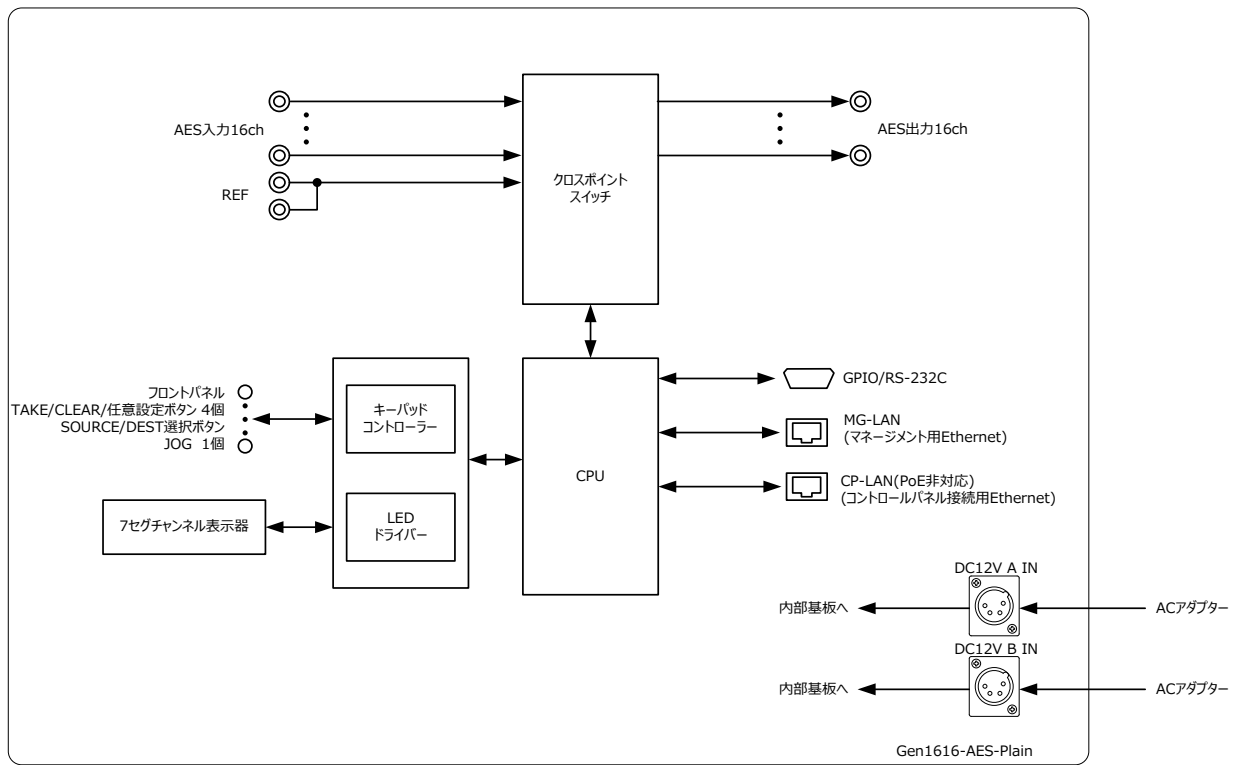 AES入力16ch
REF
クロスポイント
スイッチ
AES出力16ch
フロントパネル
TAKE/CLEAR/任意設定ボタン 4個
SOURCE/DEST選択ボタン
JOG 1個
キーパッド
コントローラー
LED
ドライバー
7セグチャンネル表示器
CPU
GPIO/RS-232C
MG-LAN
(マネージメント用Ethernet)
CP-LAN(PoE非対応)
(コントロールパネル接続用Ethernet)
DC12V A IN
内部基板へ
ACアダプター
DC12V B IN
内部基板へ
ACアダプター
Gen1616-AES-Plain